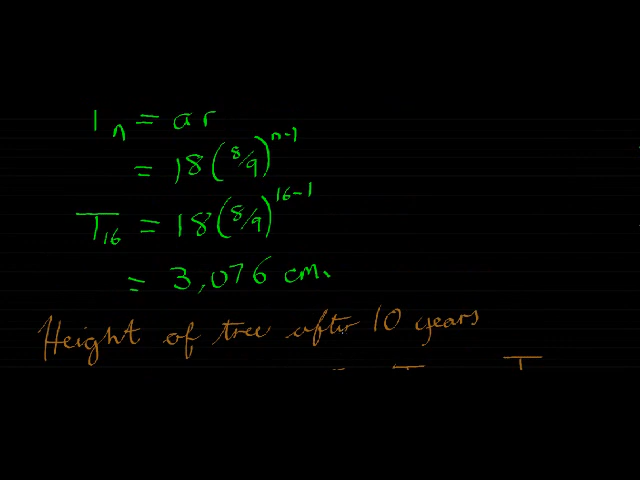 Tn = ar
= 18(8/9)^n-1
T16 = 18(8/9)^16-1
= 3,076 cm.
Height of tree after 10 years